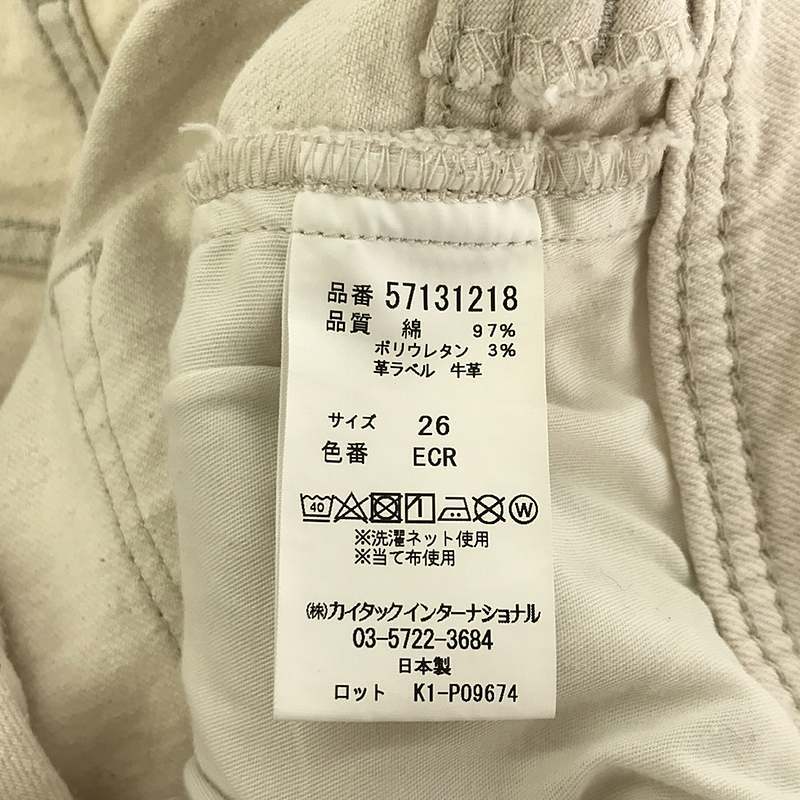 品番 57131218
品質 綿 97%
ポリウレタン 3%
革ラベル 牛革
サイズ 26
色番 ECR
40 W
※洗濯ネット使用
※当て布使用
㈱カイタックインターナショナル
03-5722-3684
日本製
ロット K1-P09674